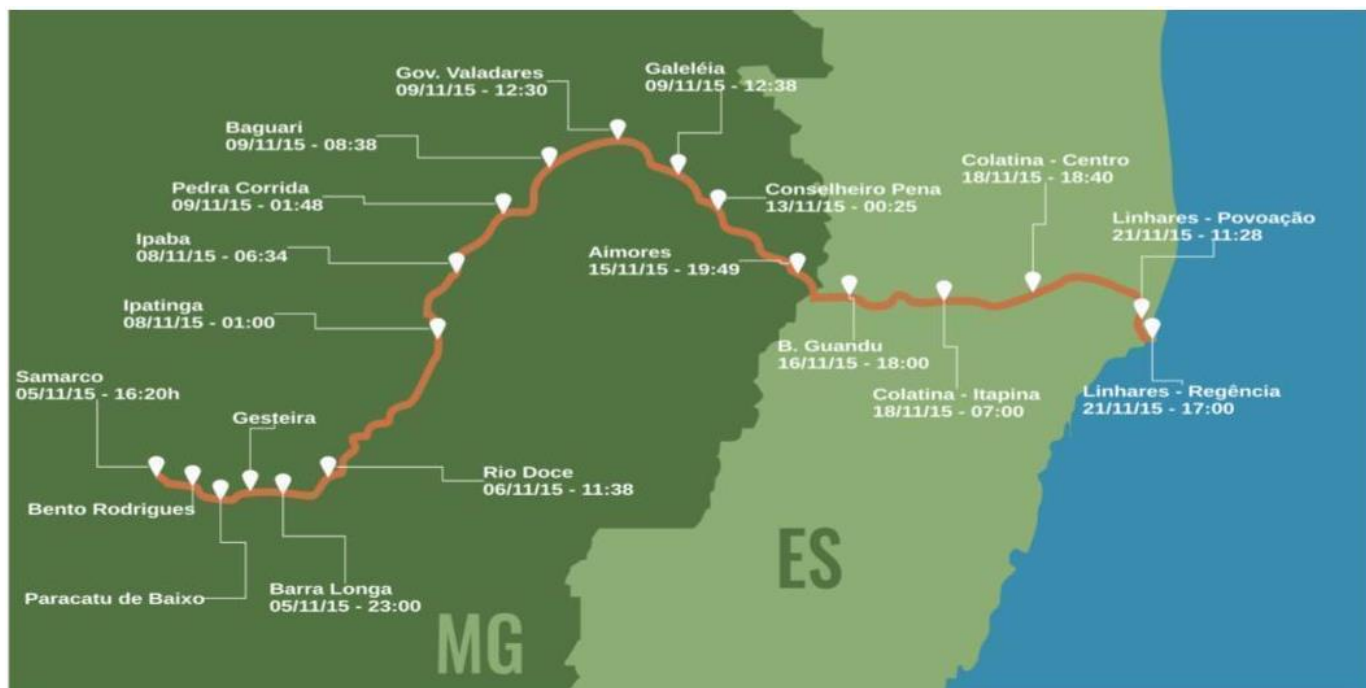 Gov. Valadares
09/11/15 - 12:30
Galeléia
09/11/15 - 12:38
Baguari
09/11/15 - 08:38
Colatina - Centro
18/11/15 - 18:40
Pedra Corrida
09/11/15 - 01:48
Conselheiro Pena
13/11/15 - 00:25
Linhares - Povoação
21/11/15 - 11:28
Ipaba
08/11/15 - 06:34
Aimores
15/11/15 - 19:49
Ipatinga
08/11/15 - 01:00
B. Guandu
16/11/15 - 18:00
Samarco
05/11/15 - 16:20h
Colatina - Itapina
18/11/15 - 07:00
Linhares - Regência
21/11/15 - 17:00
Gesteira
Rio Doce
06/11/15 - 11:38
Bento Rodrigues
Paracatu de Baixo
Barra Longa
05/11/15 - 23:00
ES
MG